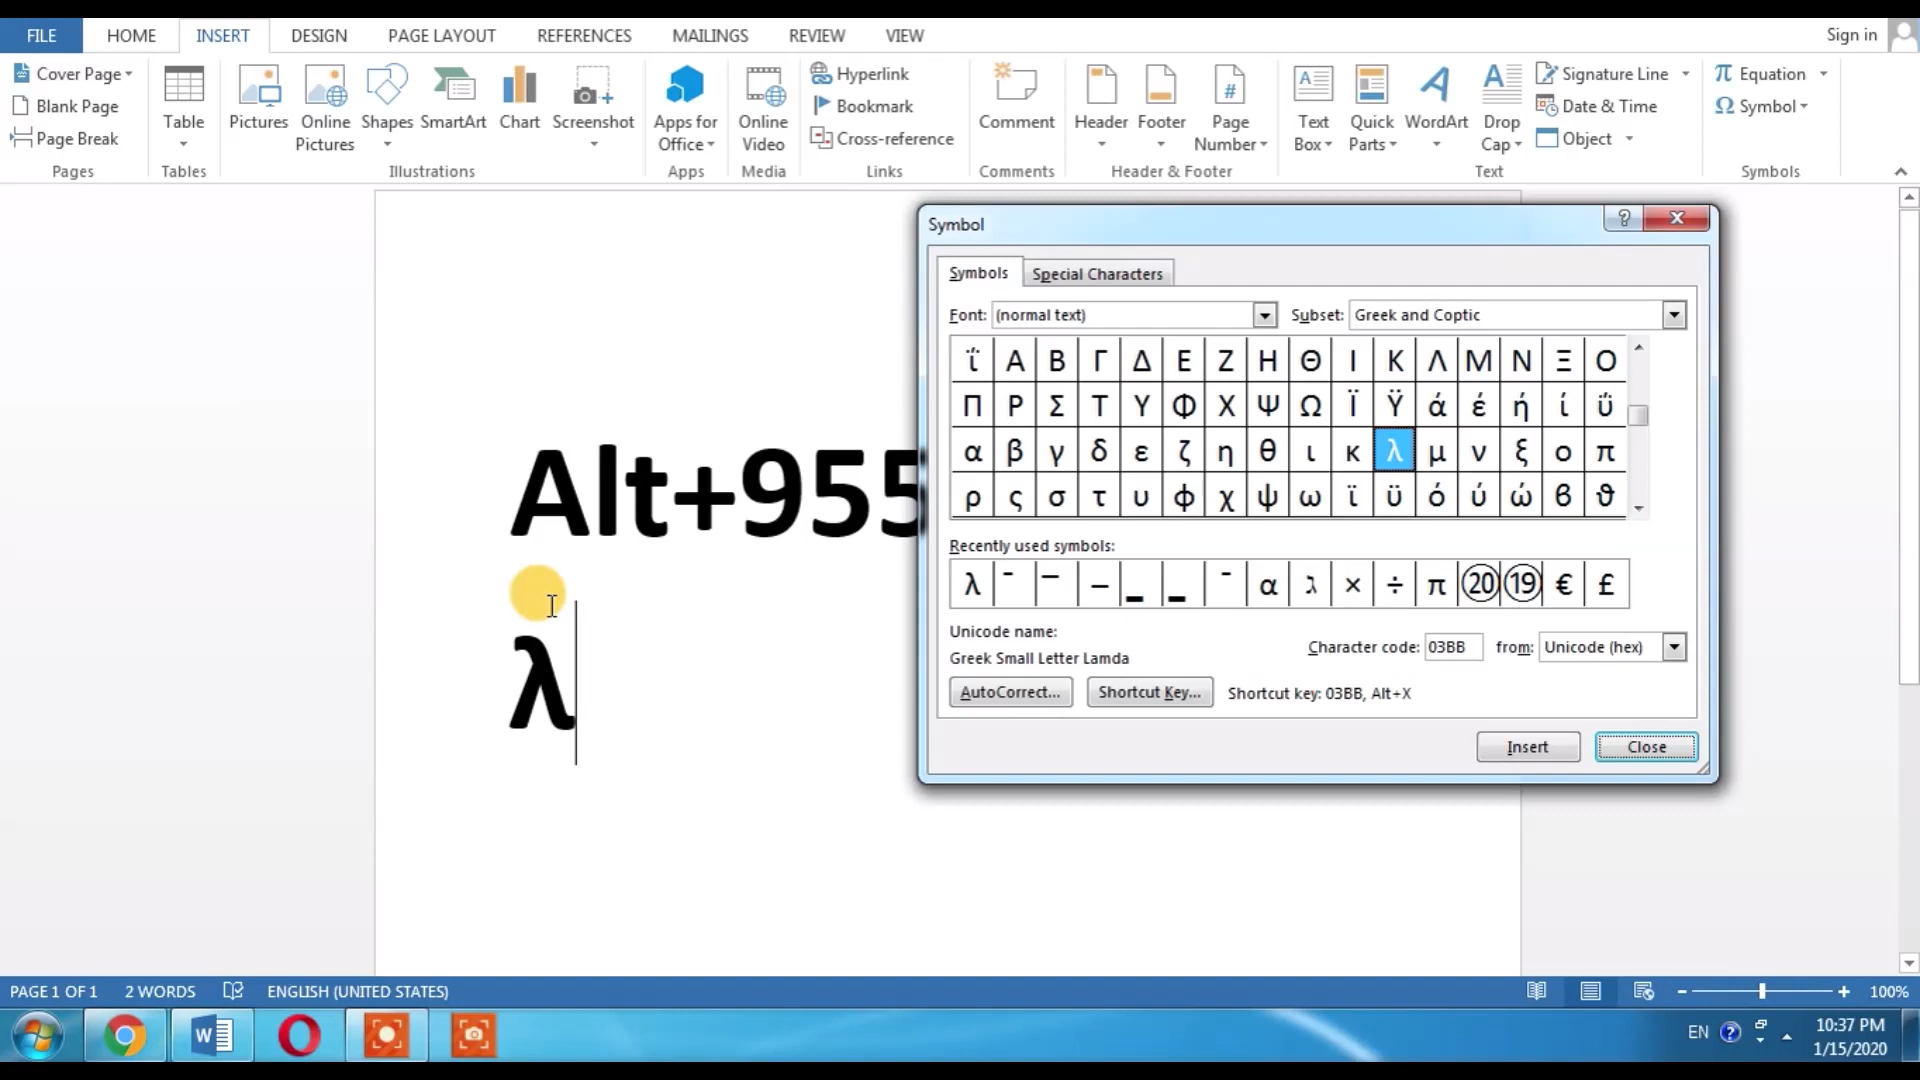 FILE HOME INSERT DESIGN PAGE LAYOUT REFERENCES MAILINGS REVIEW VIEW Sign in
Cover Page
Blank Page
Page Break
Pages
Table
Tables
Pictures
Online
Pictures
Shapes
SmartArt
Chart
Screenshot
Illustrations
Apps for
Office
Apps
Online
Video
Media
Hyperlink
Bookmark
Cross-reference
Links
Comment
Comments
Header
Footer
Page
Number
Header & Footer
Text
Box
Quick
Parts
WordArt
Drop
Cap
Signature Line
Date & Time
Object
Text
π Equation
Ω Symbol
Symbols
Alt+955
λ
Symbol
Symbols Special Characters
Font: (normal text) Subset: Greek and Coptic
ΐ Α Β Γ Δ Ε Ζ Η Θ Ι Κ Λ Μ Ν Ξ Ο
Π Ρ Σ Τ Υ Φ Χ Ψ Ω Ϊ Ϋ ά έ ή ί ΰ
α β γ δ ε ζ η θ ι κ λ μ ν ξ ο π
ρ ς σ τ υ φ χ ψ ω ϊ ϋ ό ύ ώ ϐ ϑ
Recently used symbols:
λ α × ÷ π ⑳ ⑲ € £
Unicode name:
Greek Small Letter Lamda
Character code: 03BB from: Unicode (hex)
AutoCorrect... Shortcut Key... Shortcut key: 03BB, Alt+X
Insert Close
PAGE 1 OF 1 2 WORDS ENGLISH (UNITED STATES) 100%
EN 10:37 PM
1/15/2020